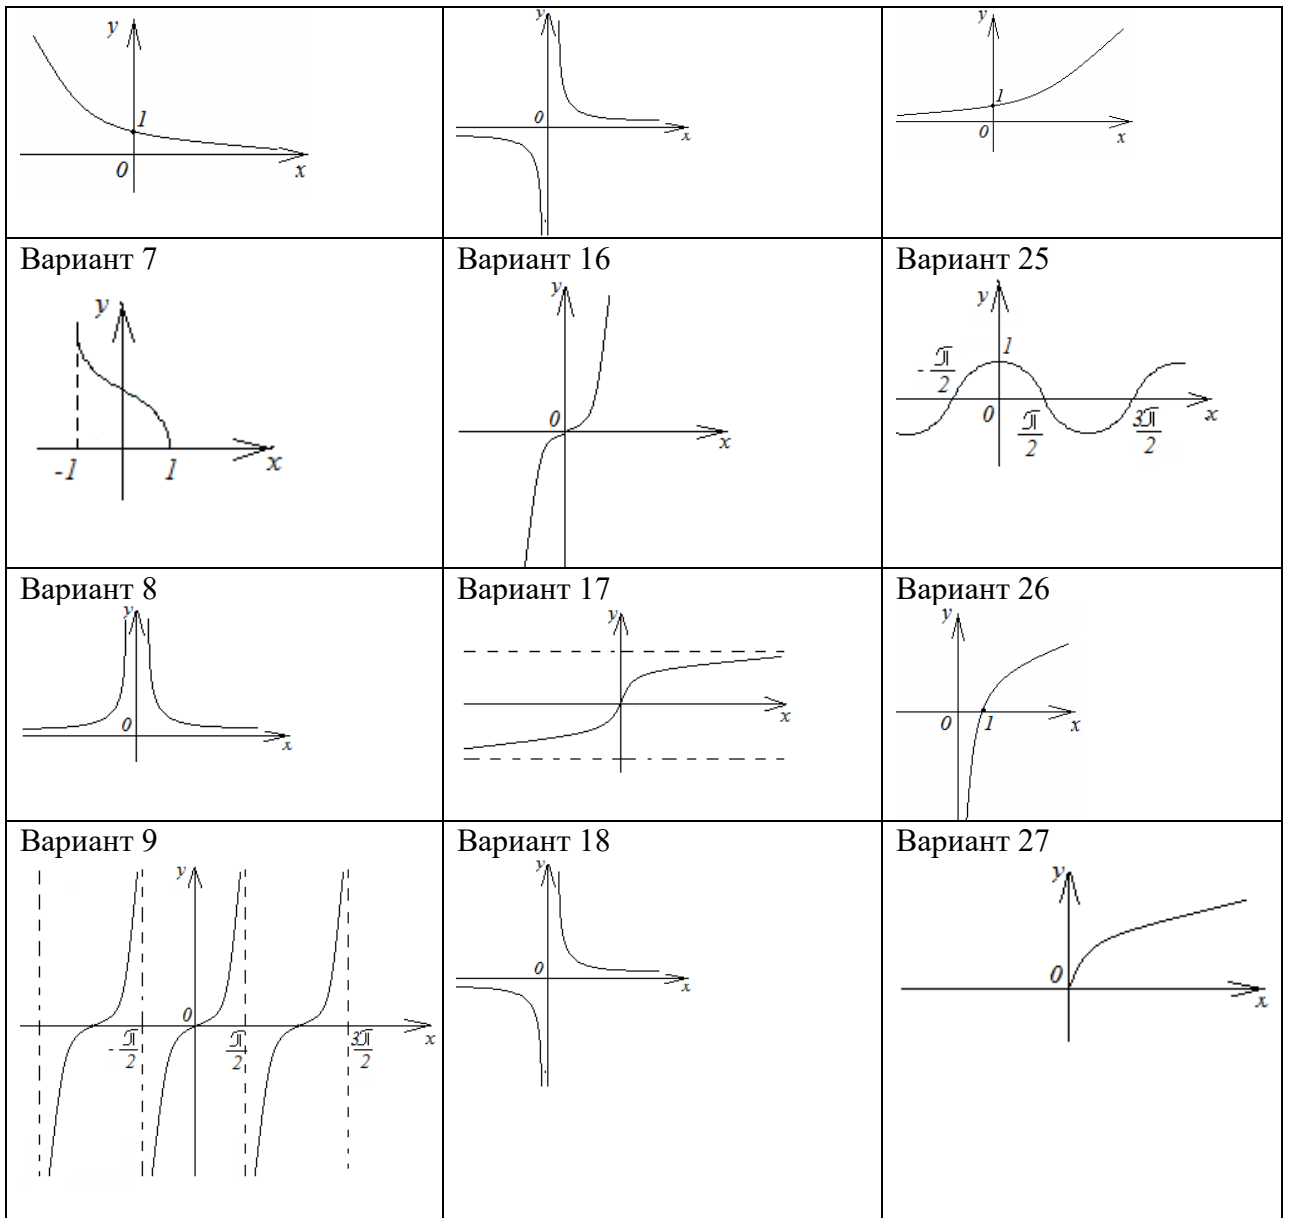 y
1
0
x
y
0
x
y
1
0
x
Вариант 7
y
-1
1
x
Вариант 16
y
0
x
Вариант 25
y
1
-π/2
0
π/2
3π/2
x
Вариант 8
y
0
x
Вариант 17
y
x
Вариант 26
y
0
1
x
Вариант 9
y
0
-π/2
π/2
3π/2
x
Вариант 18
y
0
x
Вариант 27
y
0
x